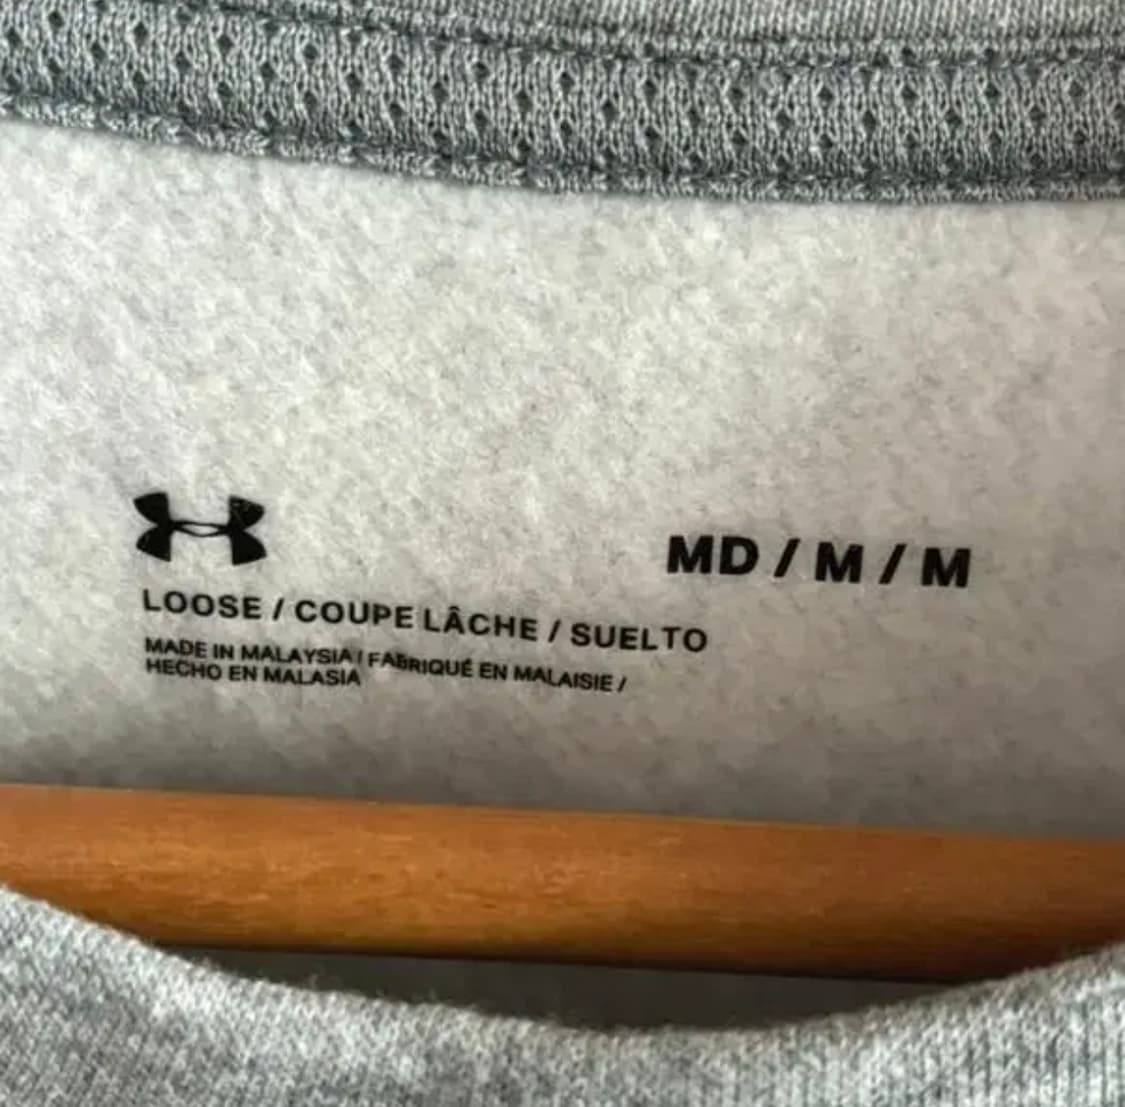 MD / M / M
LOOSE / COUPE LÂCHE / SUELTO
MADE IN MALAYSIA / FABRIQUÉ EN MALAISIE /
HECHO EN MALASIA